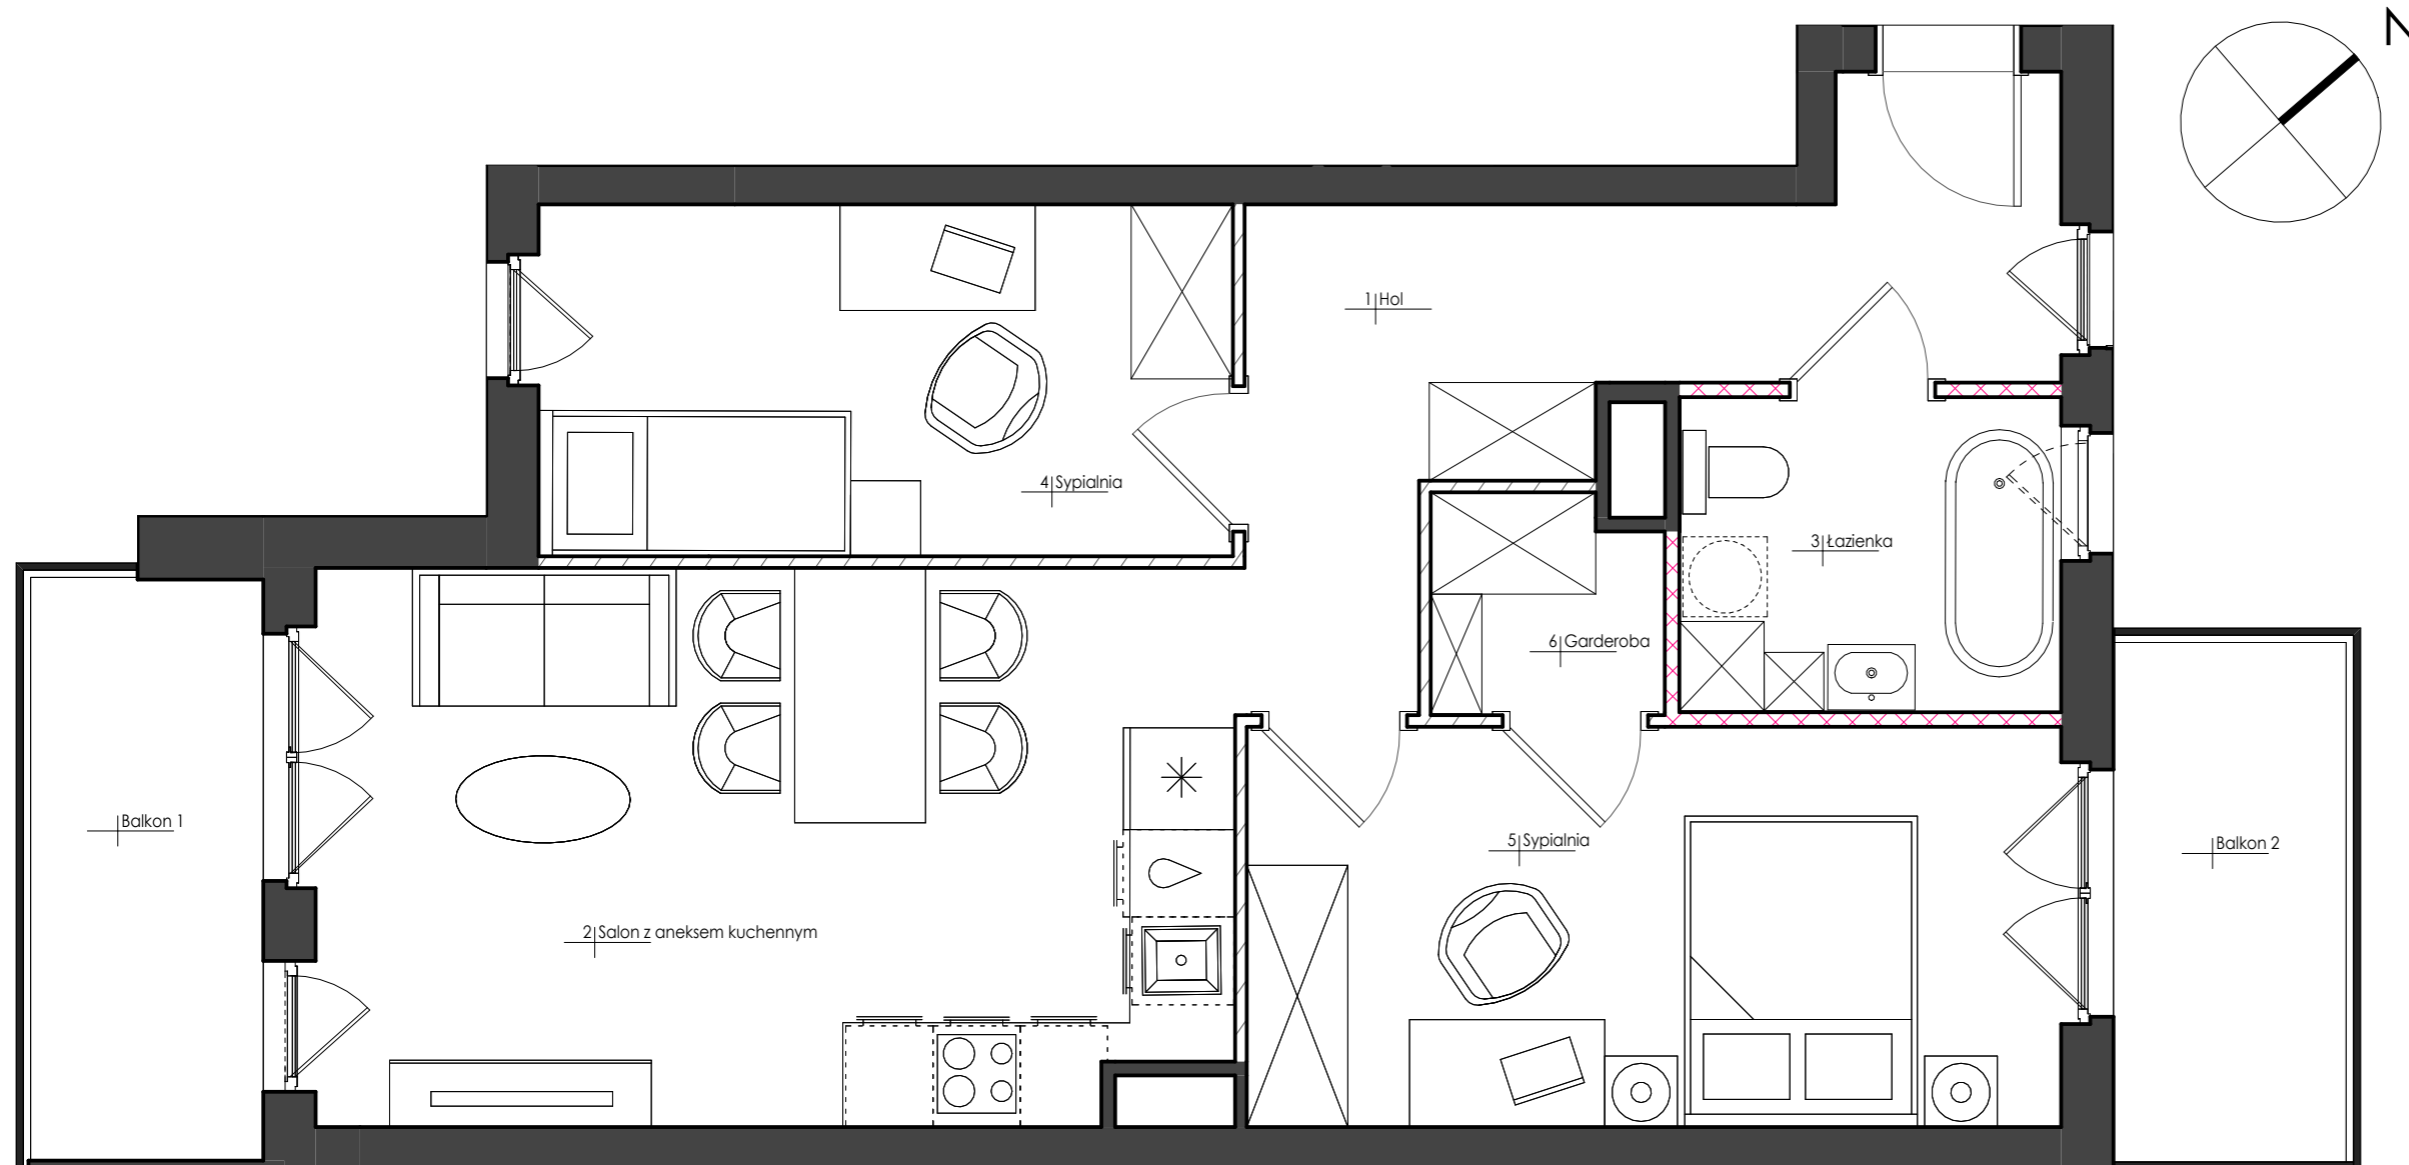 N
1 Hol
4 Sypialnia
3 Łazienka
6 Garderoba
Balkon 1
5 Sypialnia
Balkon 2
2 Salon z aneksem kuchennym